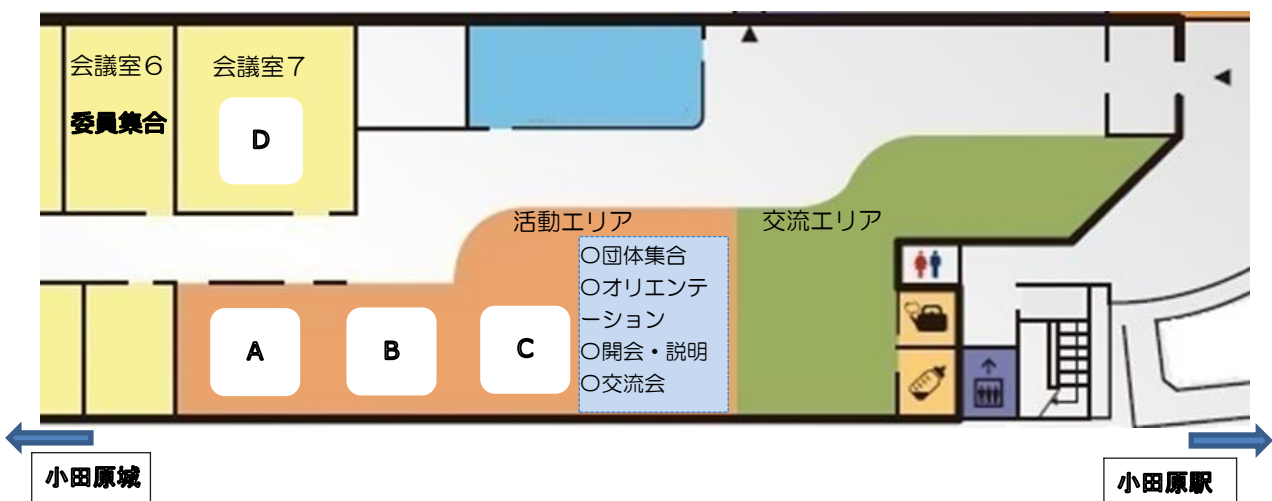 会議室６
会議室７
委員集合
D
活動エリア
交流エリア
〇団体集合
〇オリエンテ
ーション
〇開会・説明
〇交流会
A
B
C
小田原城
小田原駅